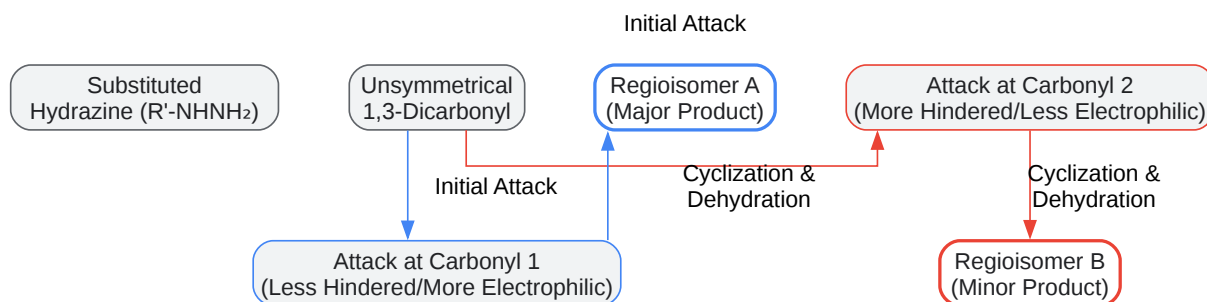 Initial Attack
Substituted
Hydrazine (R'-NHNH₂)
Unsymmetrical
1,3-Dicarbonyl
Regioisomer A
(Major Product)
Attack at Carbonyl 2
(More Hindered/Less Electrophilic)
Initial Attack
Cyclization &
Dehydration
Cyclization &
Dehydration
Attack at Carbonyl 1
(Less Hindered/More Electrophilic)
Regioisomer B
(Minor Product)